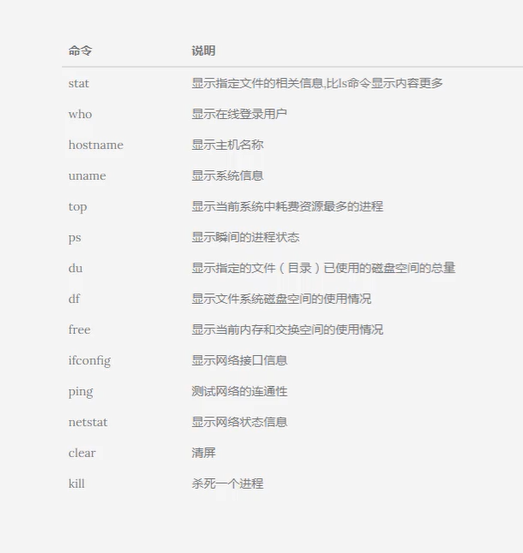 命令 说明
stat 显示指定文件的相关信息,比ls命令显示内容更多
who 显示在线登录用户
hostname 显示主机名称
uname 显示系统信息
top 显示当前系统中耗费资源最多的进程
ps 显示瞬间的进程状态
du 显示指定的文件（目录）已使用的磁盘空间的总量
df 显示文件系统磁盘空间的使用情况
free 显示当前内存和交换空间的使用情况
ifconfig 显示网络接口信息
ping 测试网络的连通性
netstat 显示网络状态信息
clear 清屏
kill 杀死一个进程